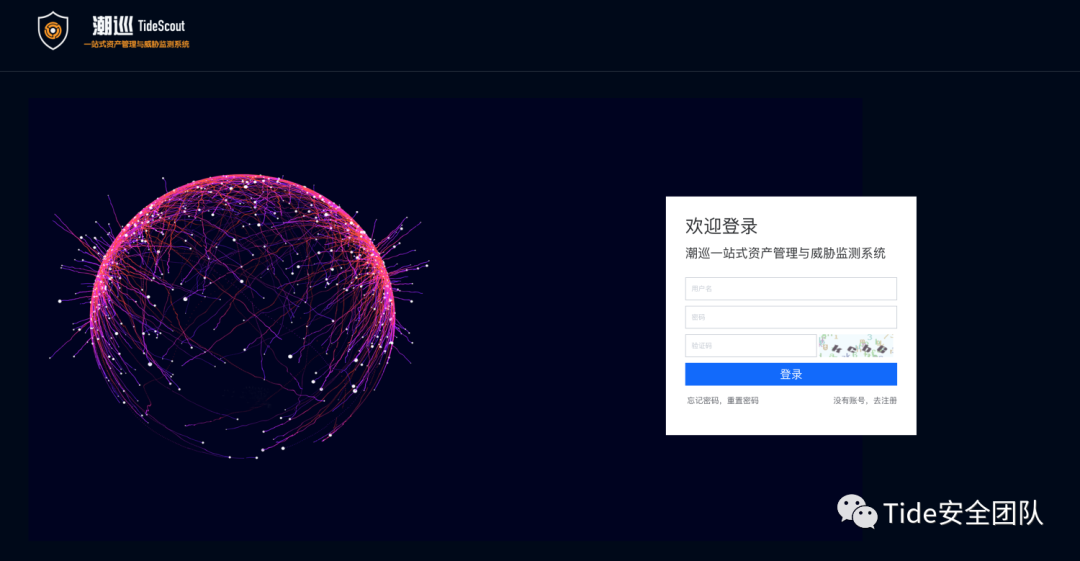 潮巡 TideScout
一站式资产管理与威胁监测系统
欢迎登录
潮巡一站式资产管理与威胁监测系统
用户名
密码
验证码
登录
忘记密码，重置密码
没有账号，去注册
Tide安全团队